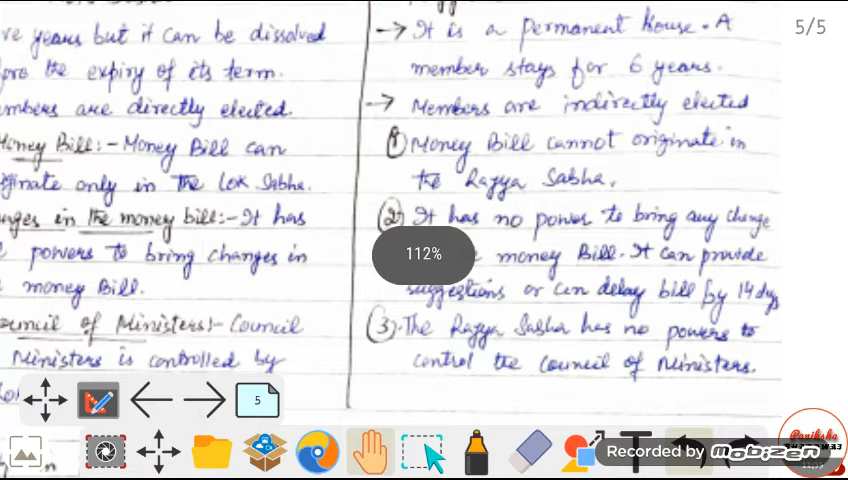 ve years but it can be dissolved
fore the expiry of its term.
embers are directly elected.
Money Bill:- Money Bill can
iginate only in the Lok Sabha.
anges in the money bill:- It has
powers to bring changes in
money Bill.
ouncil of Ministers:- Council
Ministers is controlled by
→ It is a permanent House. A
member stays for 6 years.
→ Members are indirectly elected
① Money Bill cannot originate in
the Rajya Sabha.
② It has no power to bring any change
money Bill. It can provide
suggestions or can delay bill by 14 days
③. The Rajya Sabha has no powers to
control the council of Ministers.
5/5
112%
5
T
Recorded by Mobizen
Paniksha